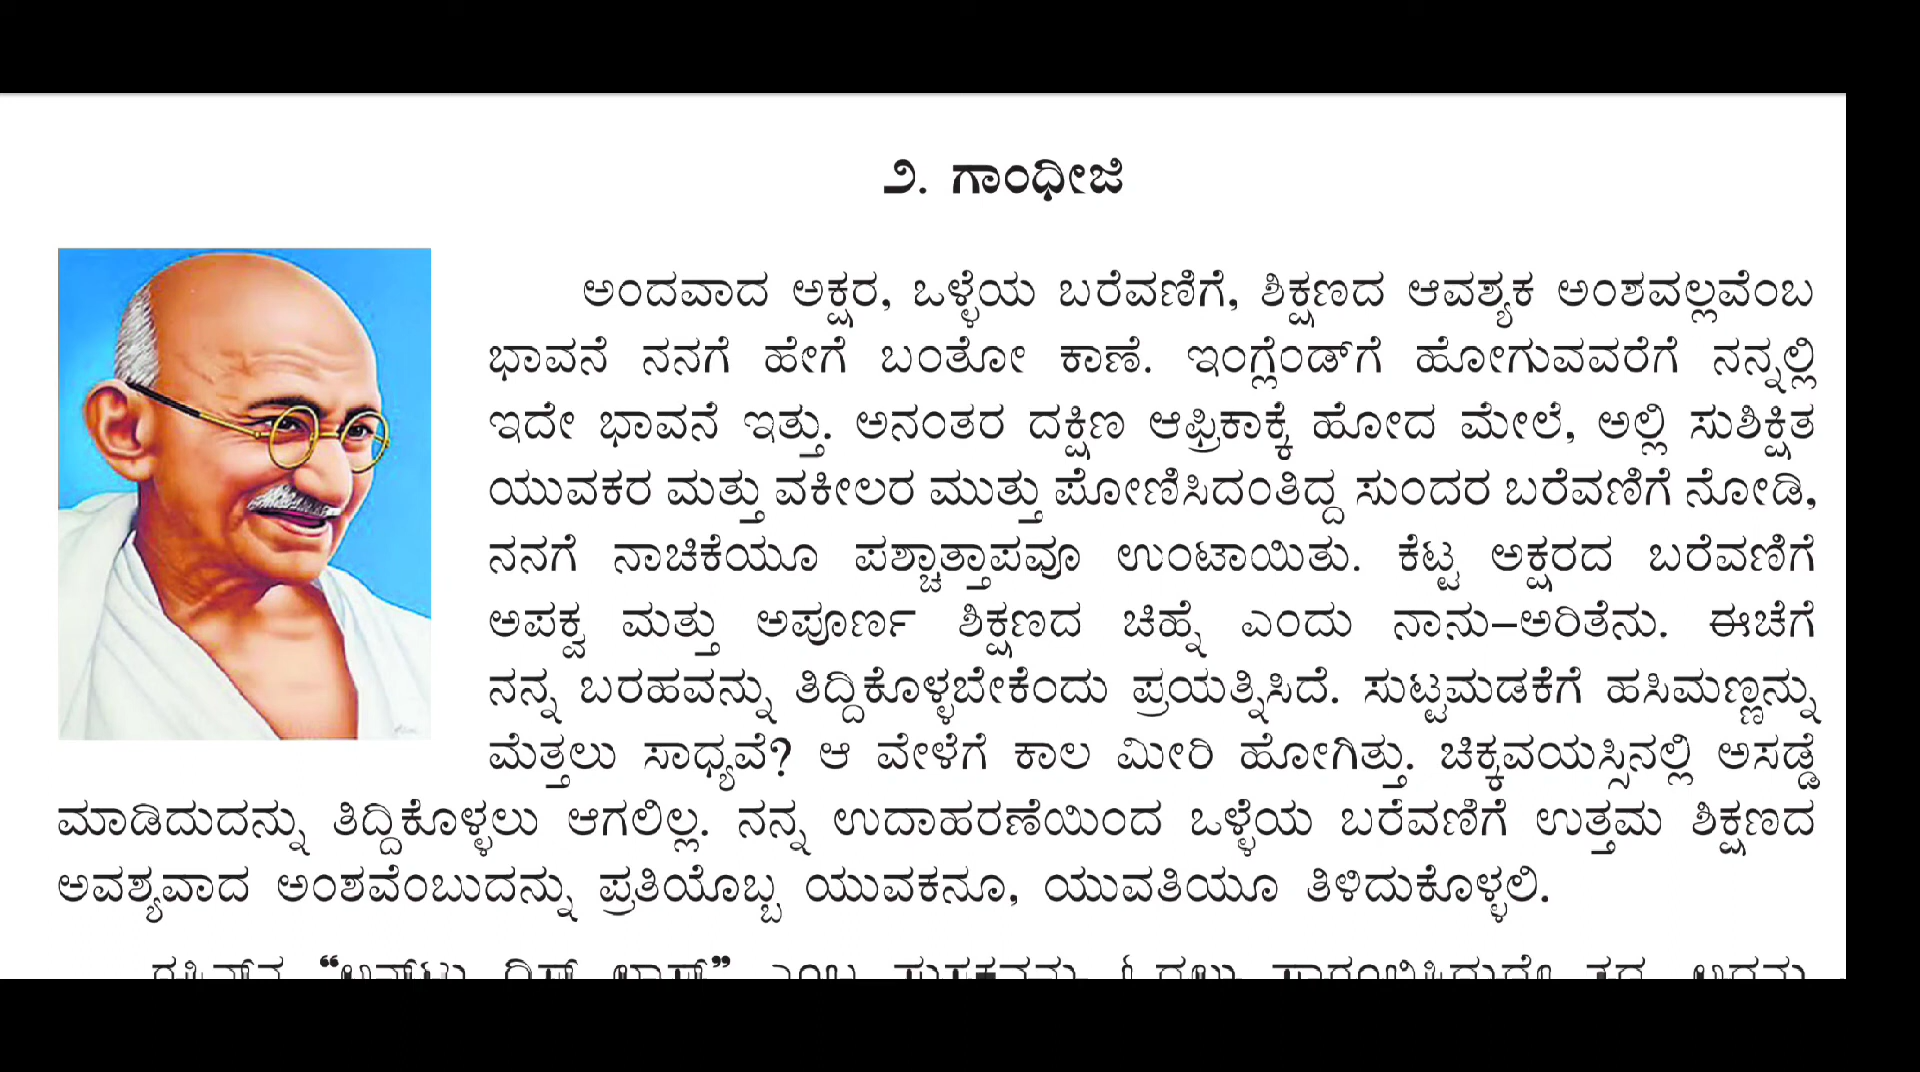 ೨. ಗಾಂಧೀಜಿ
ಅಂದವಾದ ಅಕ್ಷರ, ಒಳ್ಳೆಯ ಬರೆವಣಿಗೆ, ಶಿಕ್ಷಣದ ಆವಶ್ಯಕ ಅಂಶವಲ್ಲವೆಂಬ
ಭಾವನೆ ನನಗೆ ಹೇಗೆ ಬಂತೋ ಕಾಣೆ. ಇಂಗ್ಲೆಂಡ್‌ಗೆ ಹೋಗುವವರೆಗೆ ನನ್ನಲ್ಲಿ
ಇದೇ ಭಾವನೆ ಇತ್ತು. ಅನಂತರ ದಕ್ಷಿಣ ಆಫ್ರಿಕಾಕ್ಕೆ ಹೋದ ಮೇಲೆ, ಅಲ್ಲಿ ಸುಶಿಕ್ಷಿತ
ಯುವಕರ ಮತ್ತು ವಕೀಲರ ಮುತ್ತು ಪೋಣಿಸಿದಂತಿದ್ದ ಸುಂದರ ಬರೆವಣಿಗೆ ನೋಡಿ,
ನನಗೆ ನಾಚಿಕೆಯೂ ಪಶ್ಚಾತ್ತಾಪವೂ ಉಂಟಾಯಿತು. ಕೆಟ್ಟ ಅಕ್ಷರದ ಬರೆವಣಿಗೆ
ಅಪಕ್ವ ಮತ್ತು ಅಪೂರ್ಣ ಶಿಕ್ಷಣದ ಚಿಹ್ನೆ ಎಂದು ನಾನು–ಅರಿತೆನು. ಈಚೆಗೆ
ನನ್ನ ಬರಹವನ್ನು ತಿದ್ದಿಕೊಳ್ಳಬೇಕೆಂದು ಪ್ರಯತ್ನಿಸಿದೆ. ಸುಟ್ಟಮಡಕೆಗೆ ಹಸಿಮಣ್ಣನ್ನು
ಮೆತ್ತಲು ಸಾಧ್ಯವೆ? ಆ ವೇಳೆಗೆ ಕಾಲ ಮೀರಿ ಹೋಗಿತ್ತು. ಚಿಕ್ಕವಯಸ್ಸಿನಲ್ಲಿ ಅಸಡ್ಡೆ
ಮಾಡಿದುದನ್ನು ತಿದ್ದಿಕೊಳ್ಳಲು ಆಗಲಿಲ್ಲ. ನನ್ನ ಉದಾಹರಣೆಯಿಂದ ಒಳ್ಳೆಯ ಬರೆವಣಿಗೆ ಉತ್ತಮ ಶಿಕ್ಷಣದ
ಅವಶ್ಯವಾದ ಅಂಶವೆಂಬುದನ್ನು ಪ್ರತಿಯೊಬ್ಬ ಯುವಕನೂ, ಯುವತಿಯೂ ತಿಳಿದುಕೊಳ್ಳಲಿ.